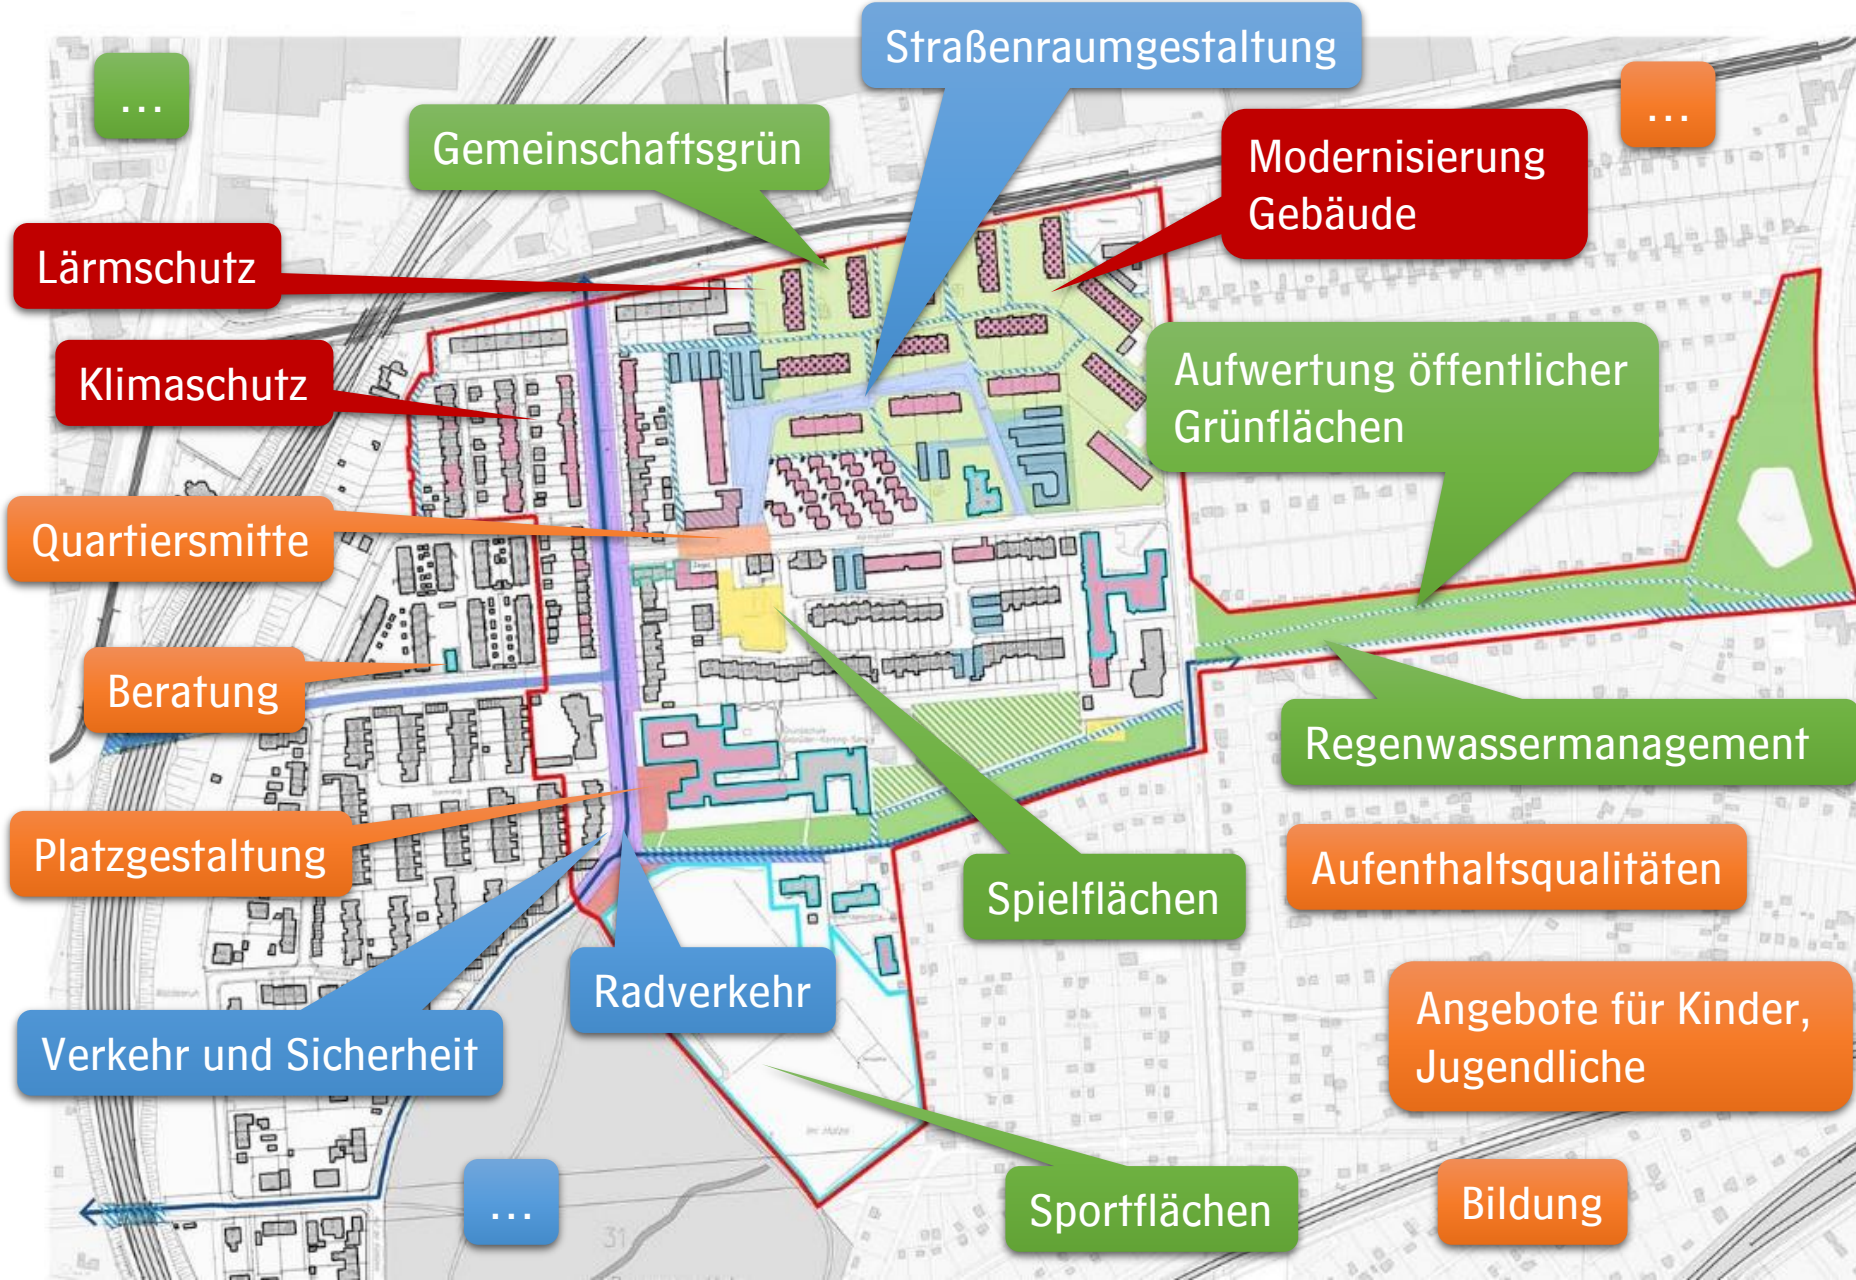 Straßenraumgestaltung
...
...
Gemeinschaftsgrün
Modernisierung
Gebäude
Lärmschutz
Klimaschutz
Aufwertung öffentlicher
Grünflächen
Quartiersmitte
Beratung
Regenwassermanagement
Platzgestaltung
Aufenthaltsqualitäten
Spielflächen
Radverkehr
Angebote für Kinder,
Jugendliche
Verkehr und Sicherheit
Sportflächen
Bildung
...
31